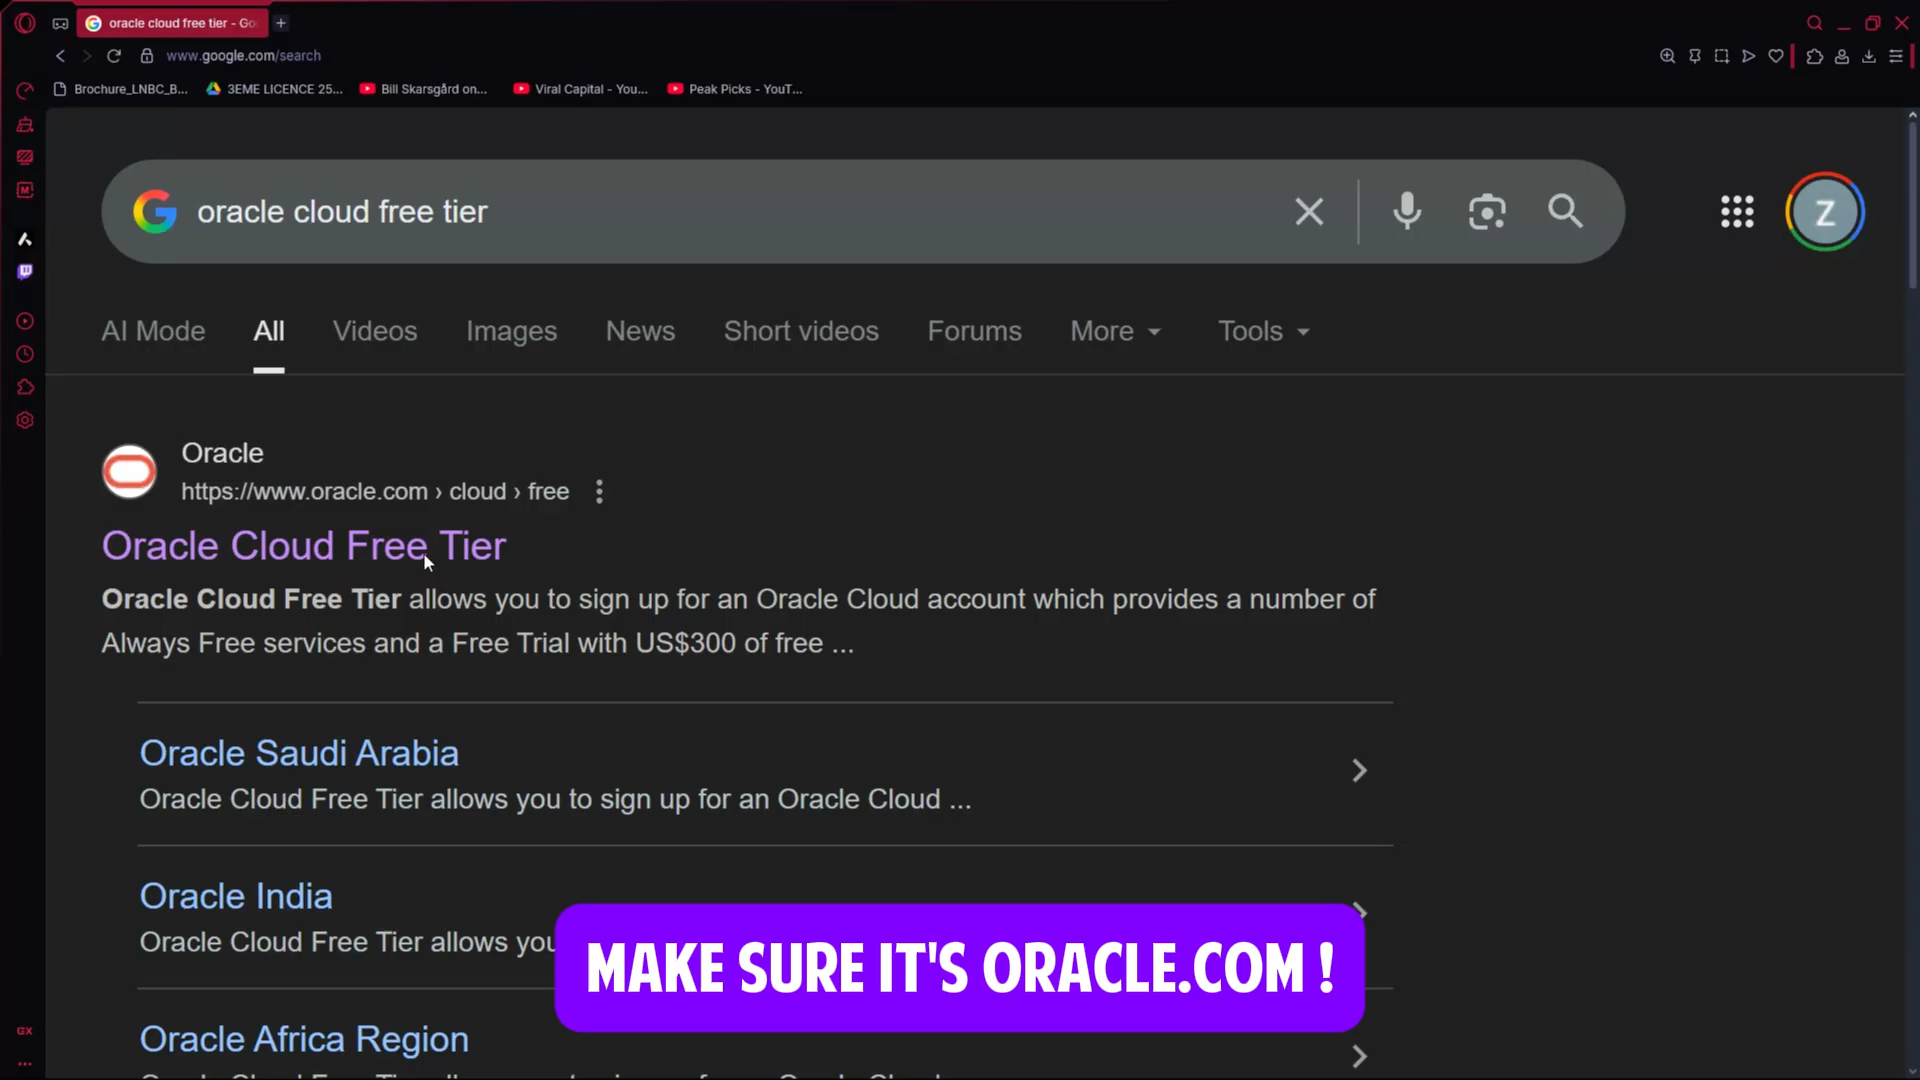 oracle cloud free tier - Go
www.google.com/search
Brochure_LNBC_B...
3EME LICENCE 25...
Bill Skarsgård on...
Viral Capital - You...
Peak Picks - YouT...
oracle cloud free tier
Z
AI Mode
All
Videos
Images
News
Short videos
Forums
More
Tools
Oracle
https://www.oracle.com › cloud › free
Oracle Cloud Free Tier
Oracle Cloud Free Tier allows you to sign up for an Oracle Cloud account which provides a number of
Always Free services and a Free Trial with US$300 of free ...
Oracle Saudi Arabia
Oracle Cloud Free Tier allows you to sign up for an Oracle Cloud ...
Oracle India
Oracle Cloud Free Tier allows you
MAKE SURE IT'S ORACLE.COM !
Oracle Africa Region
GX